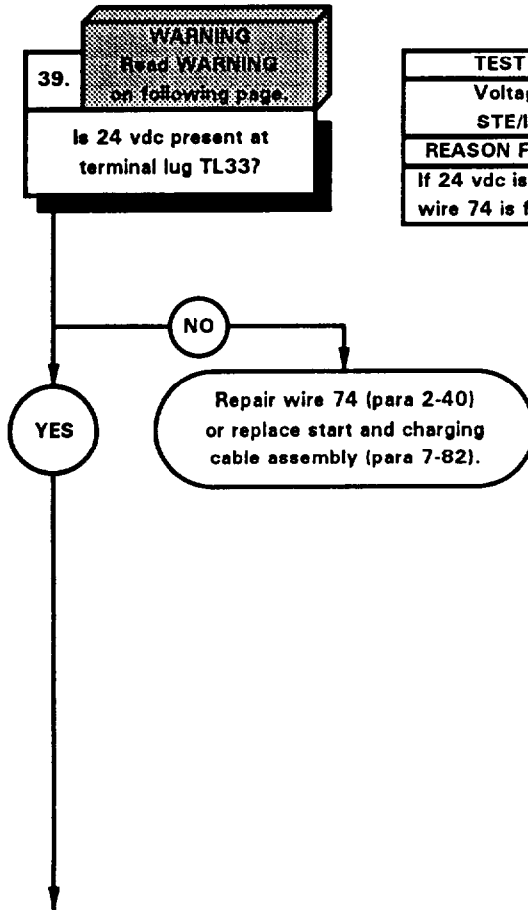 WARNING
Read WARNING
on following page.
39.
Is 24 vdc present at
terminal lug TL33?
TEST
REASON
If 24 vdc is
wire 74 is
NO
YES
Repair wire 74 (para 2-40)
or replace start and charging
cable assembly (para 7-82).